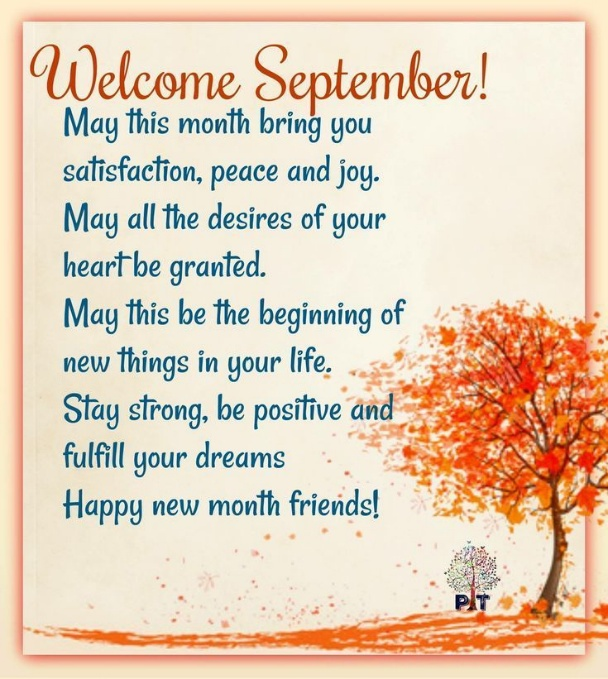 Welcome September!
May this month bring you
satisfaction, peace and joy.
May all the desires of your
heart be granted.
May this be the beginning of
new things in your life.
Stay strong, be positive and
fulfill your dreams
Happy new month friends!
PIT